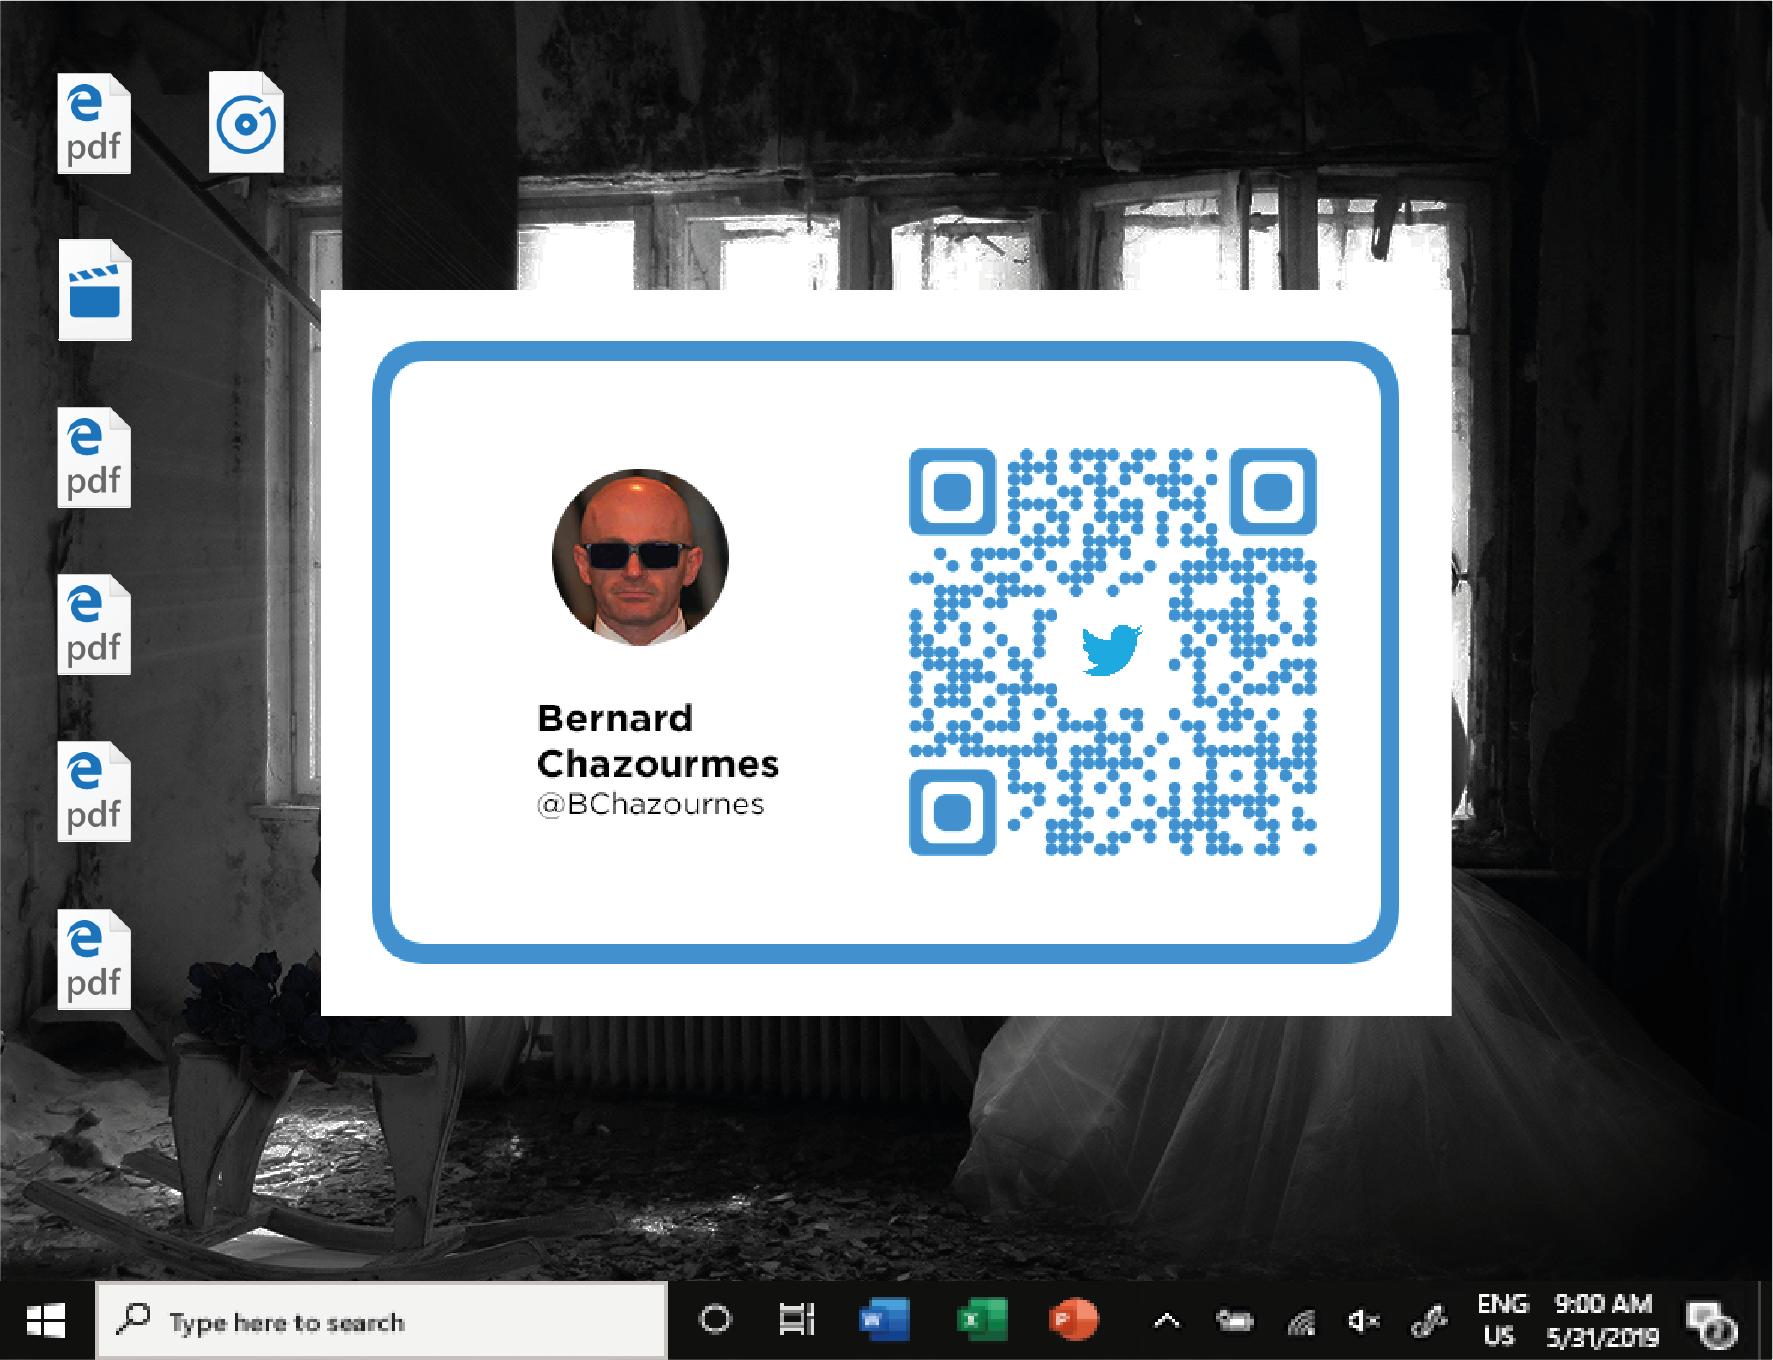 pdf
pdf
pdf
pdf
pdf
Bernard
Chazourmes
@BChazournes
Type here to search
W
X
P
ENG
US
9:00 AM
5/31/2019